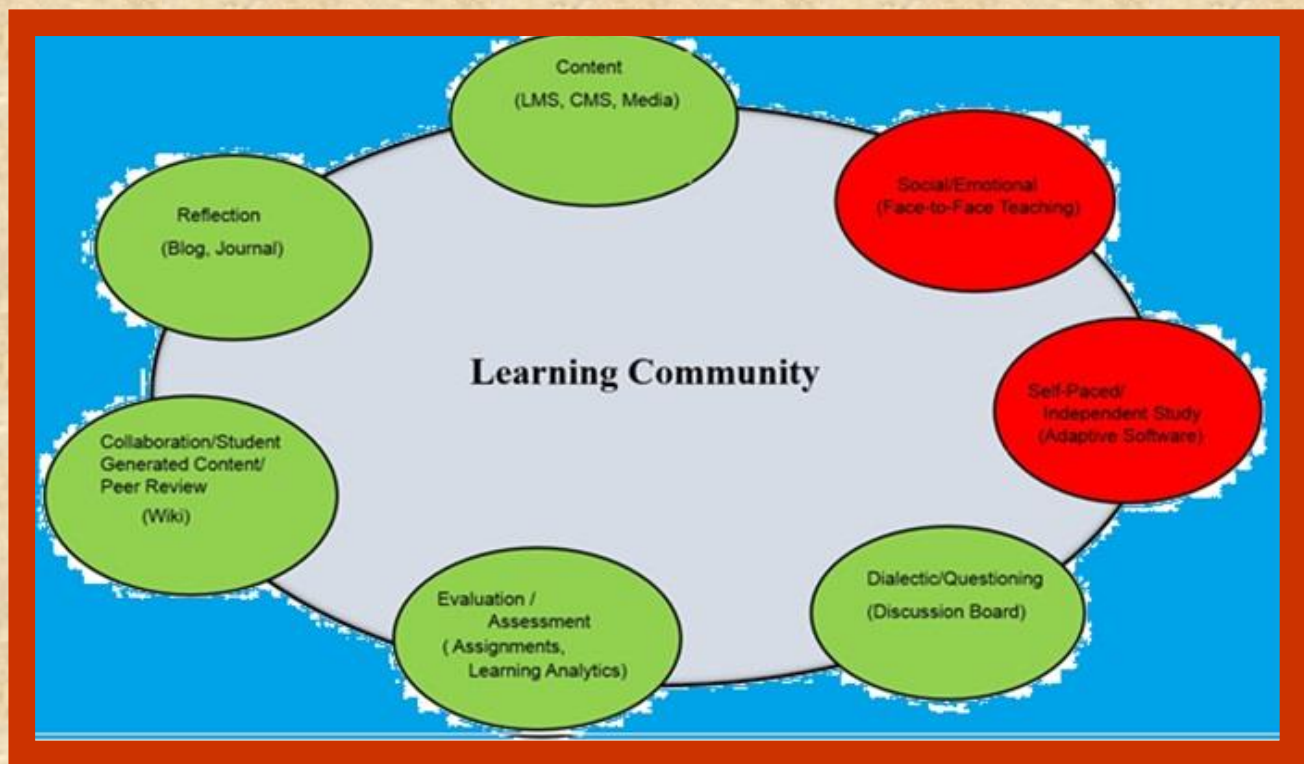 Content
(LMS, CMS, Media)
Social/Emotional
(Face-to-Face Teaching)
Reflection
(Blog, Journal)
Learning Community
Self-Paced/
Independent Study
(Adaptive Software)
Collaboration/Student
Generated Content/
Peer Review
(Wiki)
Evaluation /
Assessment
( Assignments,
Learning Analytics)
Dialectic/Questioning
(Discussion Board)